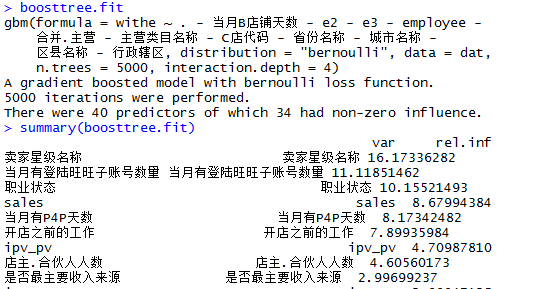 > boosttree.fit
gbm(formula = withe ~ . - 当月B店铺天数 - e2 - e3 - employee -
合并.主营 - 主营类目名称 - C店代码 - 省份名称 - 城市名称 -
区县名称 - 行政辖区, distribution = "bernoulli", data = dat,
n.trees = 5000, interaction.depth = 4)
A gradient boosted model with bernoulli loss function.
5000 iterations were performed.
There were 40 predictors of which 34 had non-zero influence.
> summary(boosttree.fit)
var rel.inf
卖家星级名称 卖家星级名称 16.17336282
当月有登陆旺旺子账号数量 当月有登陆旺旺子账号数量 11.11851462
职业状态 职业状态 10.15521493
sales sales 8.67994384
当月有P4P天数 当月有P4P天数 8.17342482
开店之前的工作 开店之前的工作 7.89935984
ipv_pv ipv_pv 4.70987810
店主.合伙人人数 店主.合伙人人数 4.60560173
是否最主要收入来源 是否最主要收入来源 2.99699237